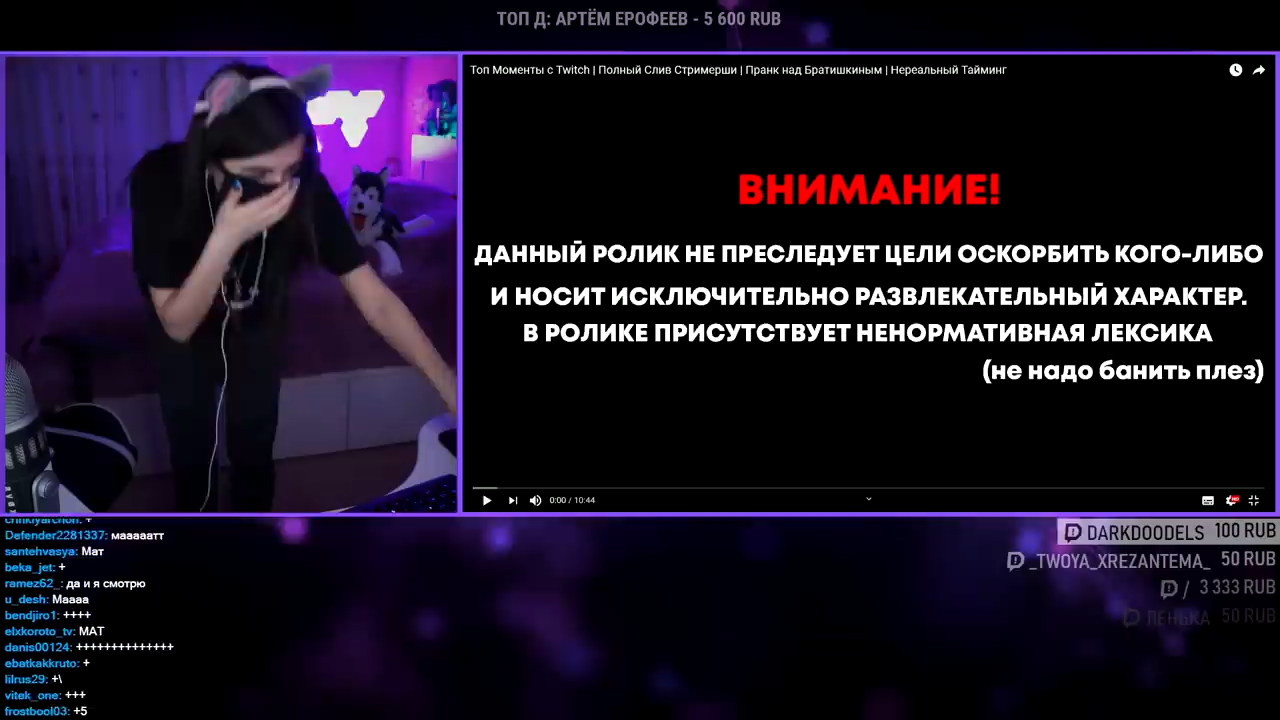 ТОП Д: АРТЁМ ЕРОФЕЕВ - 5 600 RUB
Топ Моменты с Twitch | Полный Слив Стримерши | Пранк над Братишкиным | Нереальный Тайминг
ВНИМАНИЕ!
ДАННЫЙ РОЛИК НЕ ПРЕСЛЕДУЕТ ЦЕЛИ ОСКОРБИТЬ КОГО-ЛИБО
И НОСИТ ИСКЛЮЧИТЕЛЬНО РАЗВЛЕКАТЕЛЬНЫЙ ХАРАКТЕР.
В РОЛИКЕ ПРИСУТСТВУЕТ НЕНОРМАТИВНАЯ ЛЕКСИКА
(не надо банить плез)
0:00 / 10:44
Defender2281337: мааааатт
santehvasya: Мат
beka_jet: +
ramez62_: да и я смотрю
u_desh: Маааа
bendjiro1: ++++
elxkoroto_tv: МАТ
danis00124: ++++++++++++++
ebatkakkruto: +
lilrus29: +\
vitek_one: +++
frostbool03: +5
DARKDOODELS 100 RUB
_TWOYA_XREZANTEMA_ 50 RUB
/ 3 333 RUB
ПЕНЬКА 50 RUB